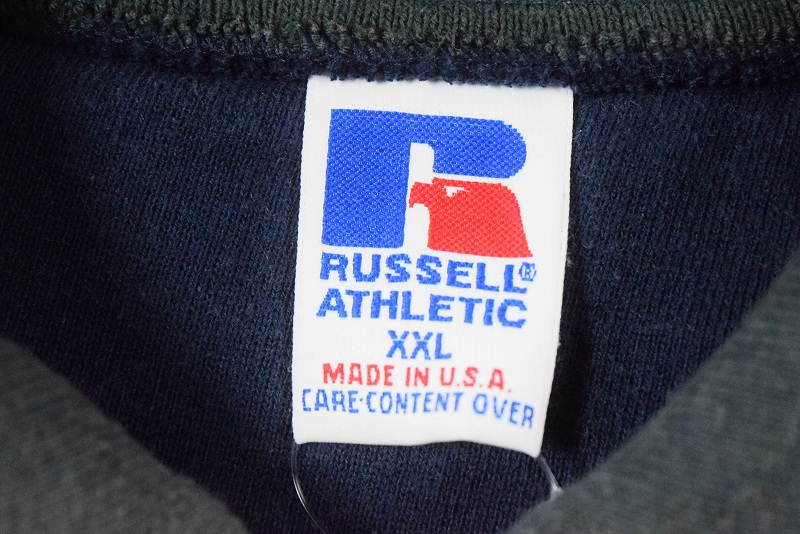 RUSSELL®
ATHLETIC
XXL
MADE IN U.S.A.
CARE-CONTENT OVER